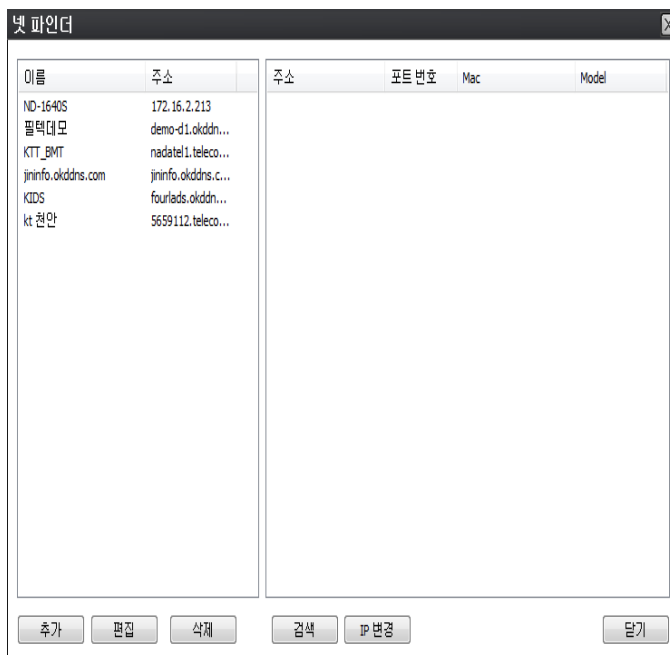 넷 파인더
이름 주소
ND-1640S 172.16.2.213
필텍데모 demo-d1.okddn...
KTT_BMT nadatel1.teleco...
jininfo.okddns.com jininfo.okddns.c...
KIDS fourlads.okddn...
kt 천안 5659112.teleco...
주소 포트 번호 Mac Model
추가 편집 삭제 검색 IP 변경 닫기